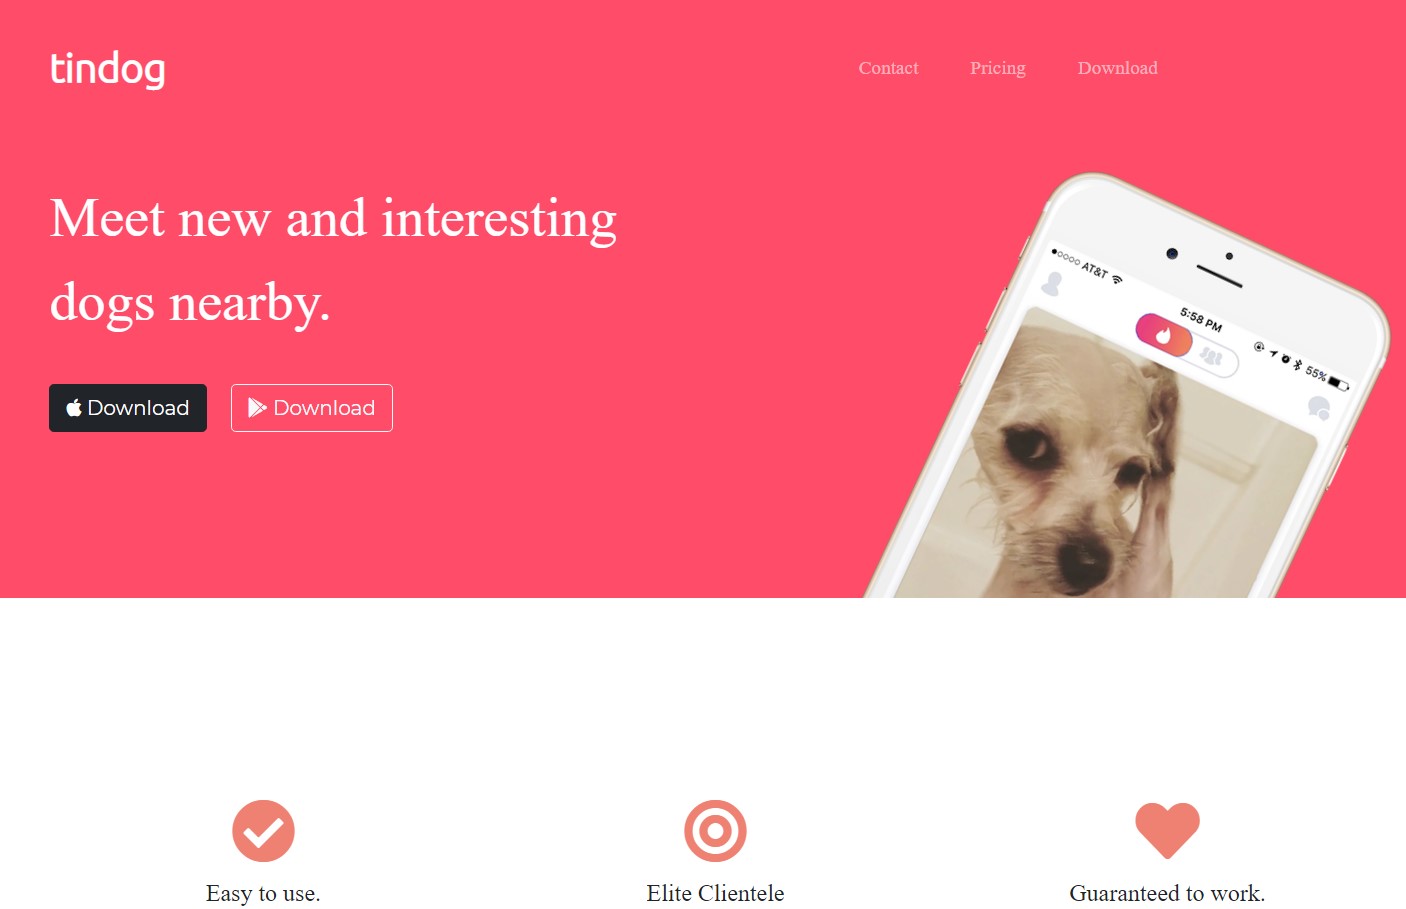 tindog
Contact Pricing Download
Meet new and interesting
dogs nearby.
Download Download
AT&T 5:58 PM 55%
Easy to use. Elite Clientele Guaranteed to work.